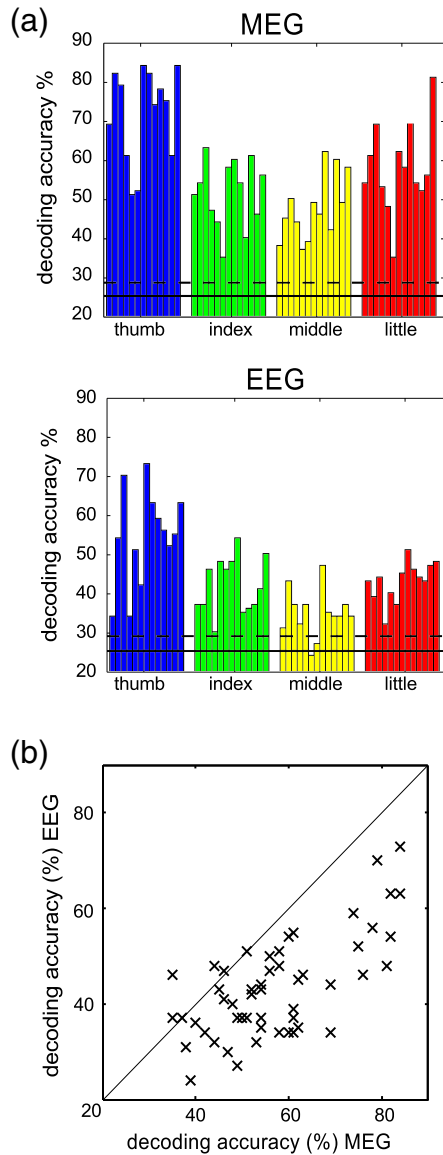 (a)
MEG
decoding accuracy %
90
80
70
60
50
40
30
20
thumb index middle little
EEG
decoding accuracy %
90
80
70
60
50
40
30
20
thumb index middle little
(b)
decoding accuracy (%) EEG
80
60
40
20
40 60 80
decoding accuracy (%) MEG